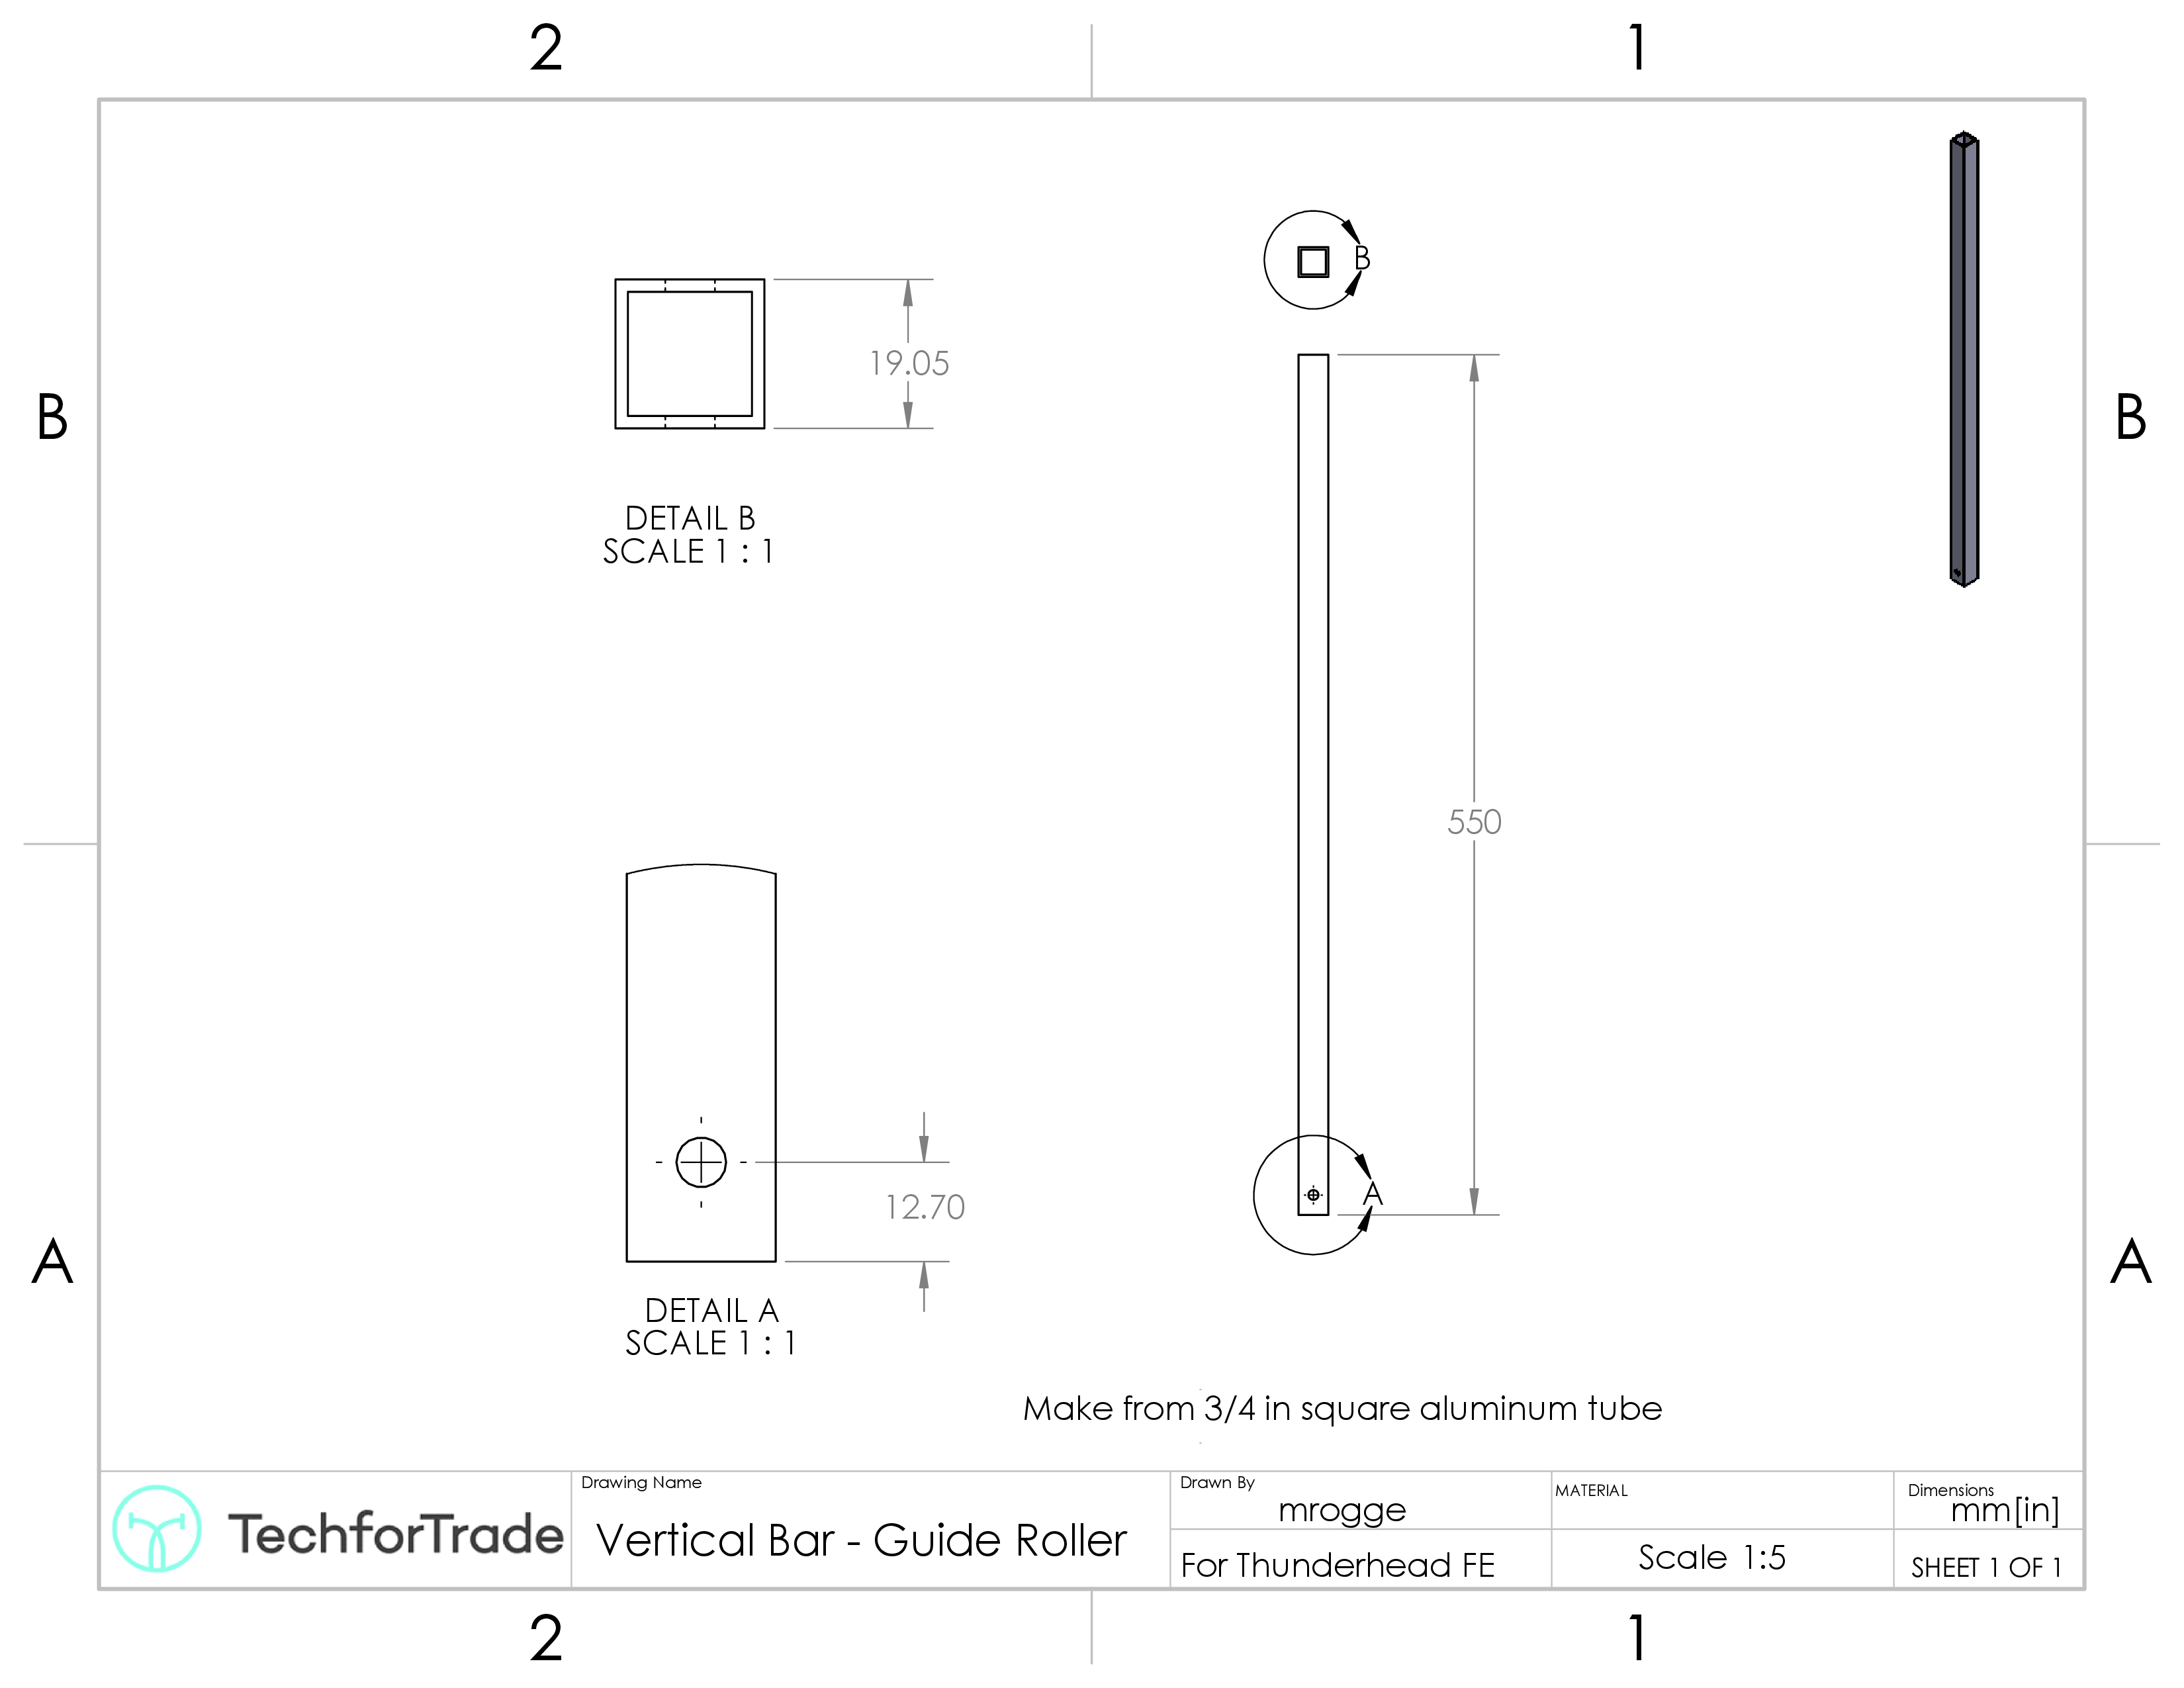 2 1
B
19.05
B
B
DETAIL B
SCALE 1 : 1
550
12.70
A
A
A
DETAIL A
SCALE 1 : 1
Make from 3/4 in square aluminum tube
TechforTrade
Drawing Name
Vertical Bar - Guide Roller
Drawn By
mrogge
For Thunderhead FE
MATERIAL
Scale 1:5
Dimensions
mm[in]
SHEET 1 OF 1
2 1